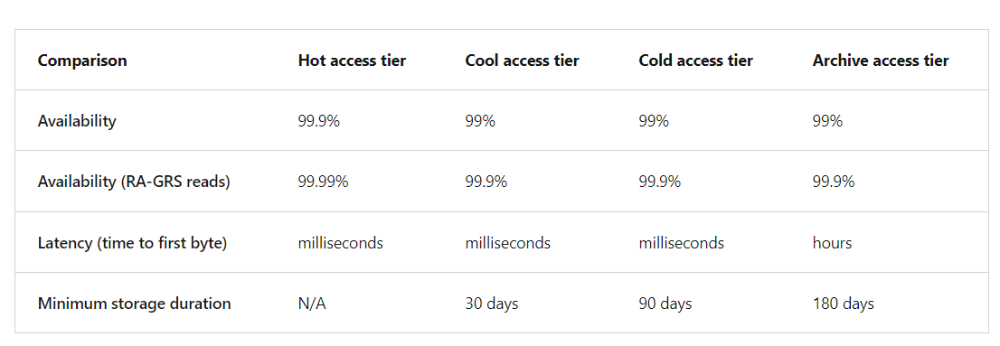 Comparison Hot access tier Cool access tier Cold access tier Archive access tier
Availability 99.9% 99% 99% 99%
Availability (RA-GRS reads) 99.99% 99.9% 99.9% 99.9%
Latency (time to first byte) milliseconds milliseconds milliseconds hours
Minimum storage duration N/A 30 days 90 days 180 days